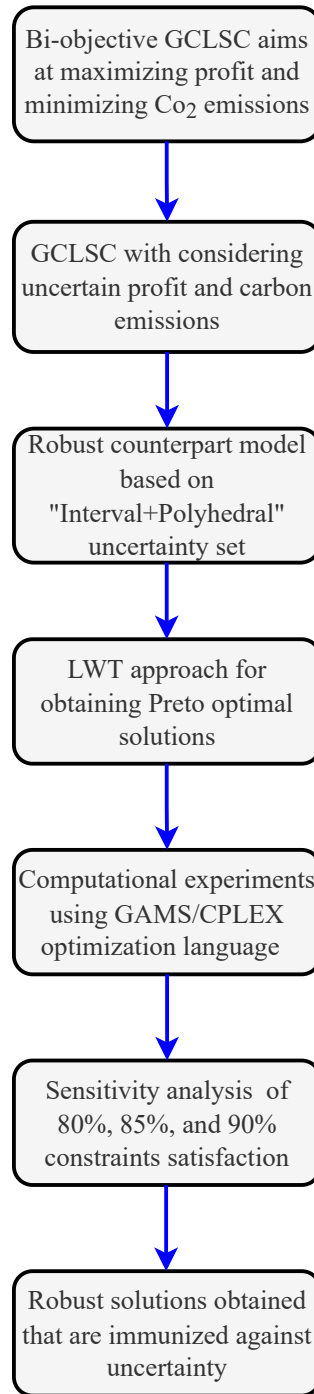 Bi-objective GCLSC aims
at maximizing profit and
minimizing Co₂ emissions
GCLSC with considering
uncertain profit and carbon
emissions
Robust counterpart model
based on
"Interval+Polyhedral"
uncertainty set
LWT approach for
obtaining Preto optimal
solutions
Computational experiments
using GAMS/CPLEX
optimization language
Sensitivity analysis of
80%, 85%, and 90%
constraints satisfaction
Robust solutions obtained
that are immunized against
uncertainty